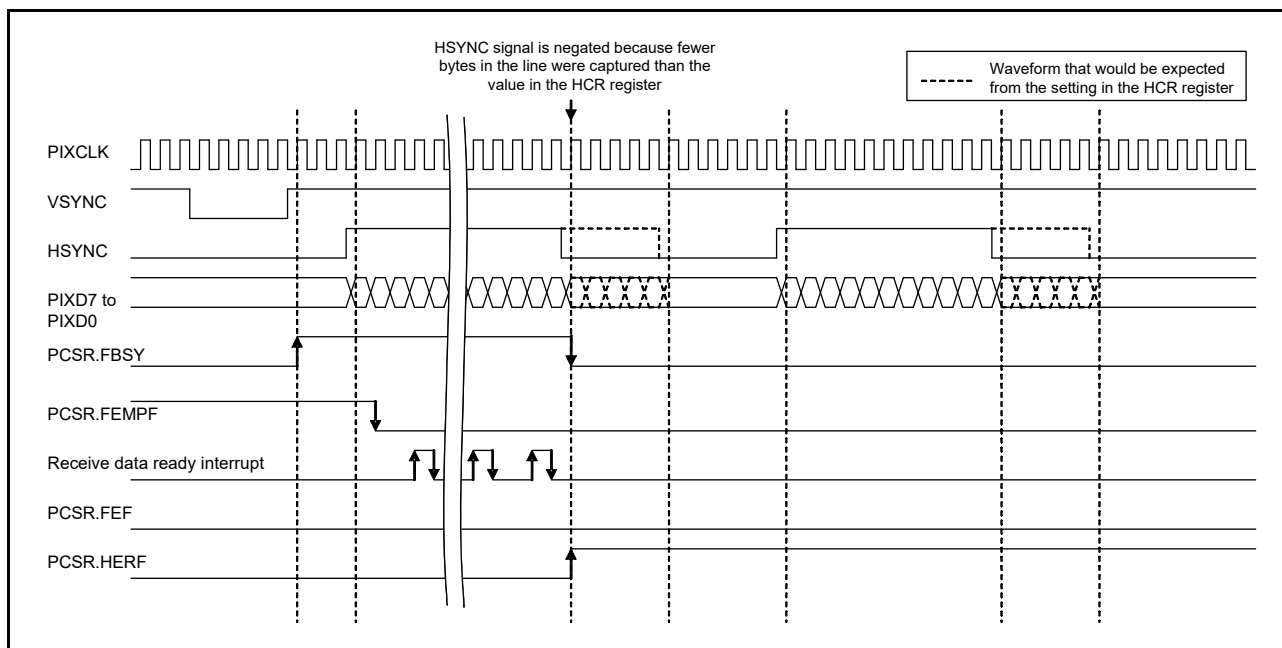 HSYNC signal is negated because fewer
bytes in the line were captured than the
value in the HCR register
Waveform that would be expected
from the setting in the HCR register
PIXCLK
VSYNC
HSYNC
PIXD7 to
PIXD0
PCSR.FBSY
PCSR.FEMPF
Receive data ready interrupt
PCSR.FEF
PCSR.HERF